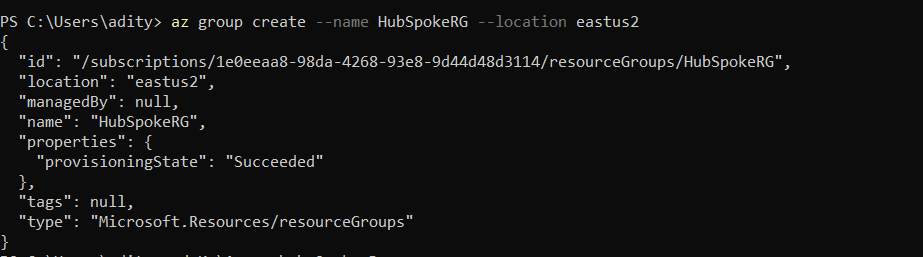 PS C:\Users\adity> az group create --name HubSpokeRG --location eastus2
{
  "id": "/subscriptions/1e0eeaa8-98da-4268-93e8-9d44d48d3114/resourceGroups/HubSpokeRG",
  "location": "eastus2",
  "managedBy": null,
  "name": "HubSpokeRG",
  "properties": {
    "provisioningState": "Succeeded"
  },
  "tags": null,
  "type": "Microsoft.Resources/resourceGroups"
}